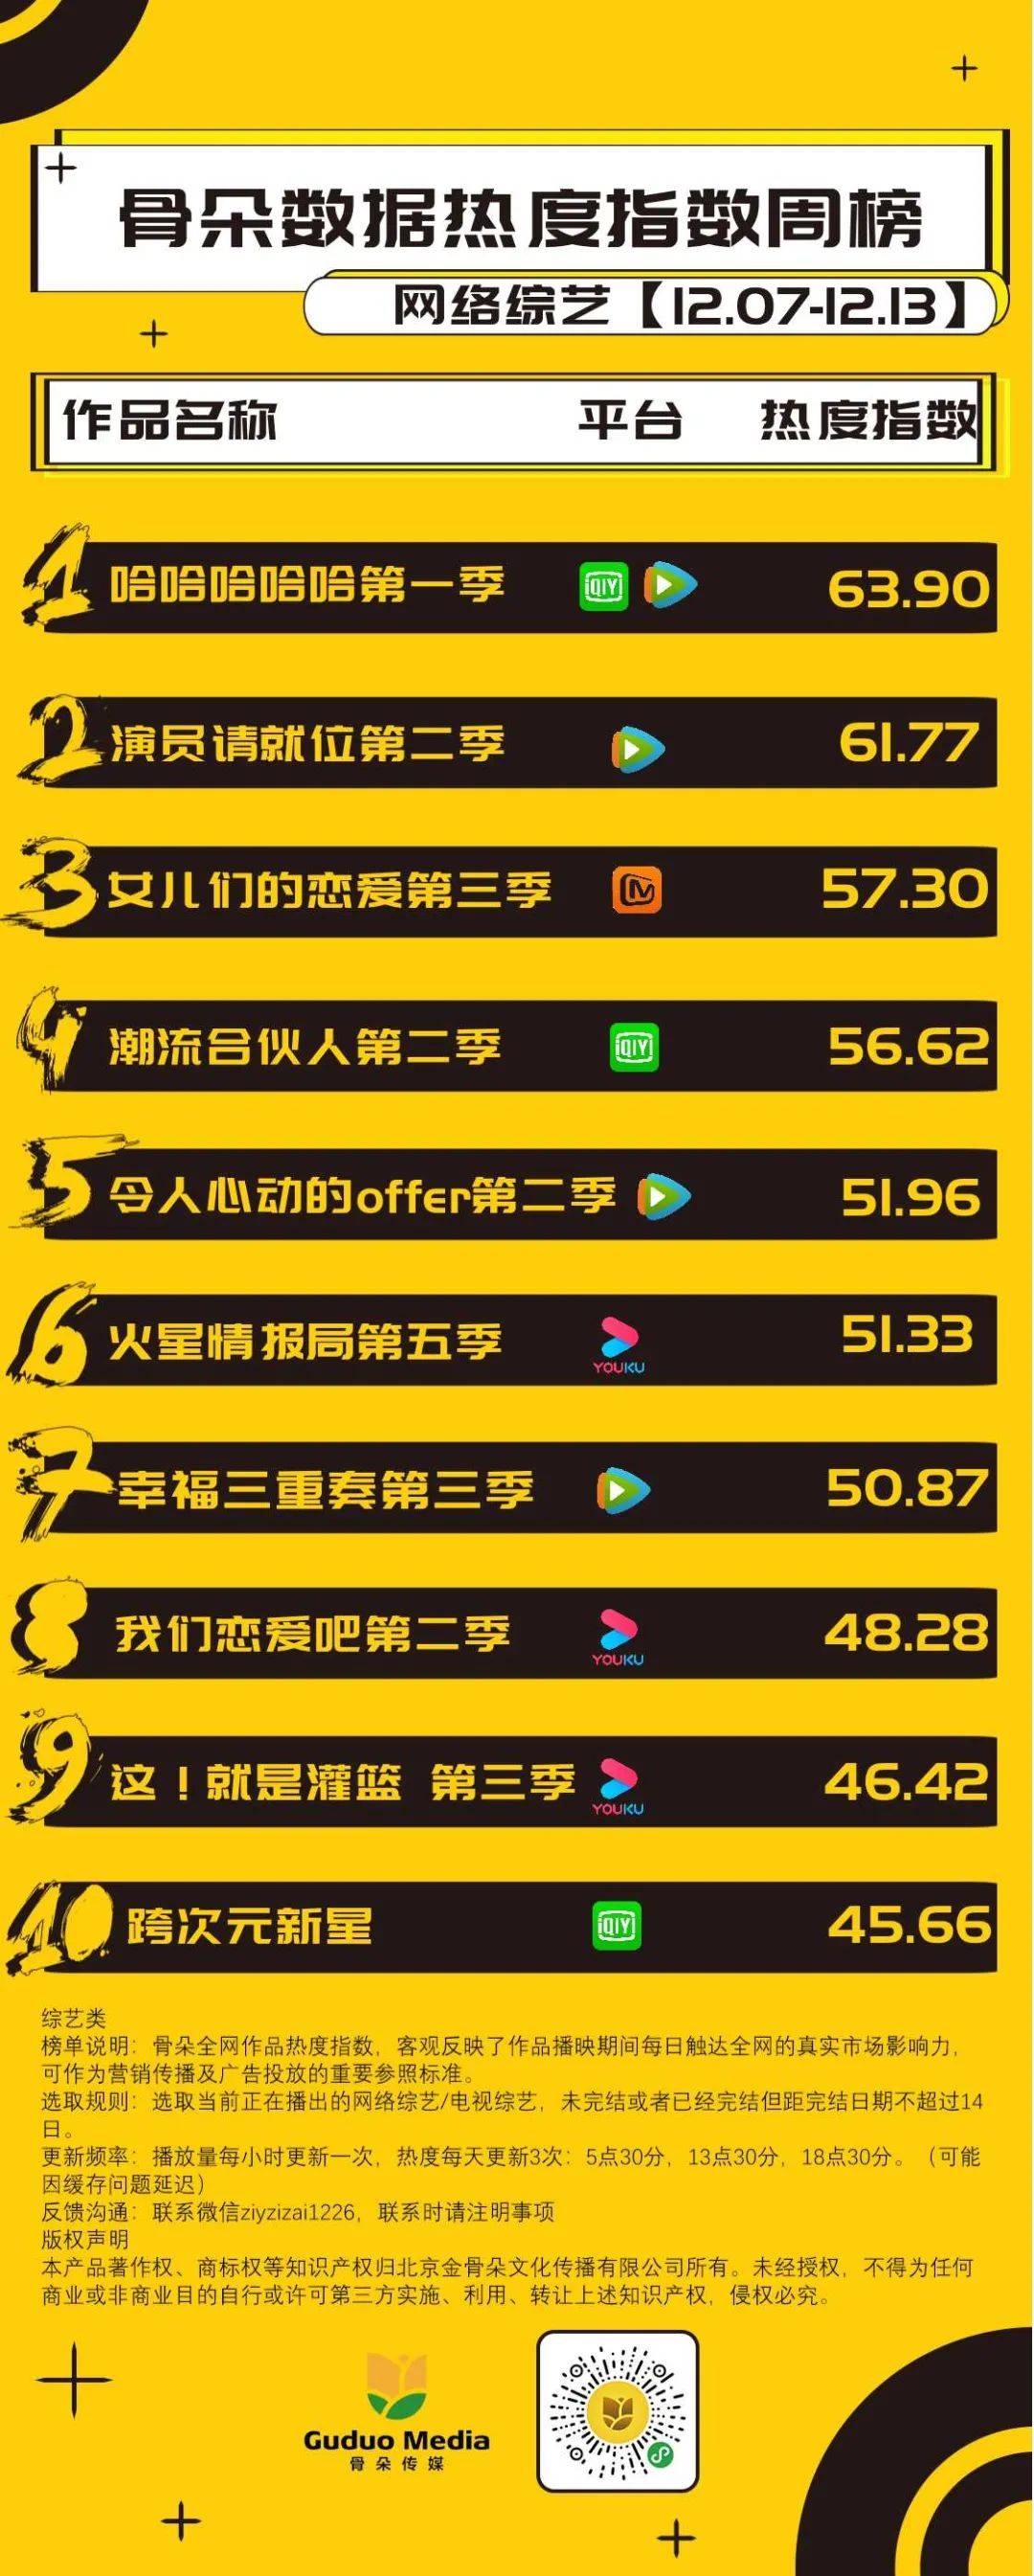 骨朵数据热度指数周榜
网络综艺【12.07-12.13】
作品名称 平台 热度指数
1 哈哈哈哈哈第一季 iQIY 63.90
2 演员请就位第二季 61.77
3 女儿们的恋爱第三季 57.30
4 潮流合伙人第二季 iQIY 56.62
5 令人心动的offer第二季 51.96
6 火星情报局第五季 YOUKU 51.33
7 幸福三重奏第三季 50.87
8 我们恋爱吧第二季 YOUKU 48.28
9 这！就是灌篮 第三季 YOUKU 46.42
10 跨次元新星 iQIY 45.66
综艺类
榜单说明：骨朵全网作品热度指数，客观反映了作品播映期间每日触达全网的真实市场影响力，
可作为营销传播及广告投放的重要参照标准。
选取规则：选取当前正在播出的网络综艺/电视综艺，未完结或者已经完结但距完结日期不超过14
日。
更新频率：播放量每小时更新一次，热度每天更新3次：5点30分，13点30分，18点30分。（可能
因缓存问题延迟）
反馈沟通：联系微信ziyzizai1226，联系时请注明事项
版权声明
本产品著作权、商标权等知识产权归北京金骨朵文化传播有限公司所有。未经授权，不得为任何
商业或非商业目的自行或许可第三方实施、利用、转让上述知识产权，侵权必究。
Guduo Media
骨朵传媒